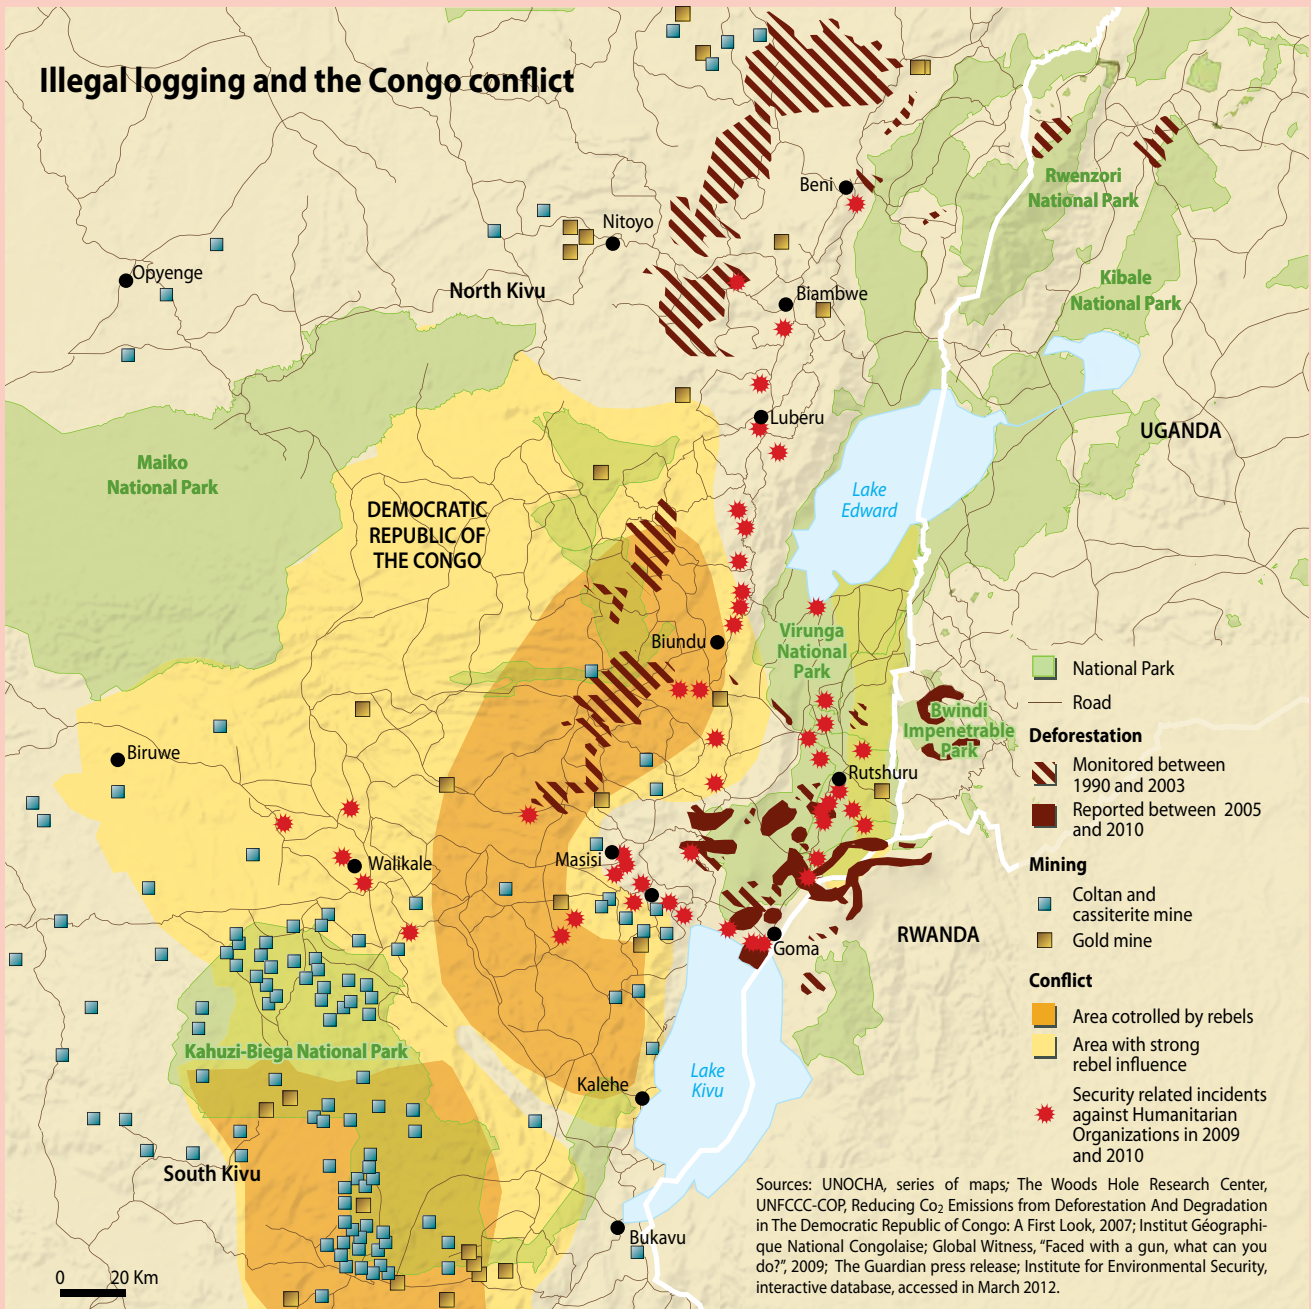 Illegal logging and the Congo conflict
Beni
Rwenzori
National Park
Nitoyo
Opyenge
North Kivu
Kibale
National Park
Biambwe
Luberu
UGANDA
Maiko
National Park
Lake
Edward
DEMOCRATIC
REPUBLIC OF
THE CONGO
Biundu
Virunga
National
Park
Bwindi
Impenetrable
Park
Biruwe
Rutshuru
Masisi
Walikale
Goma
RWANDA
Kahuzi-Biega National Park
Kalehe
Lake
Kivu
South Kivu
Bukavu
0 20 Km
National Park
Road
Deforestation
Monitored between
1990 and 2003
Reported between 2005
and 2010
Mining
Coltan and
cassiterite mine
Gold mine
Conflict
Area cotrolled by rebels
Area with strong
rebel influence
Security related incidents
against Humanitarian
Organizations in 2009
and 2010
Sources: UNOCHA, series of maps; The Woods Hole Research Center,
UNFCCC-COP, Reducing Co₂ Emissions from Deforestation And Degradation
in The Democratic Republic of Congo: A First Look, 2007; Institut Géographi-
que National Congolaise; Global Witness, “Faced with a gun, what can you
do?”, 2009; The Guardian press release; Institute for Environmental Security,
interactive database, accessed in March 2012.